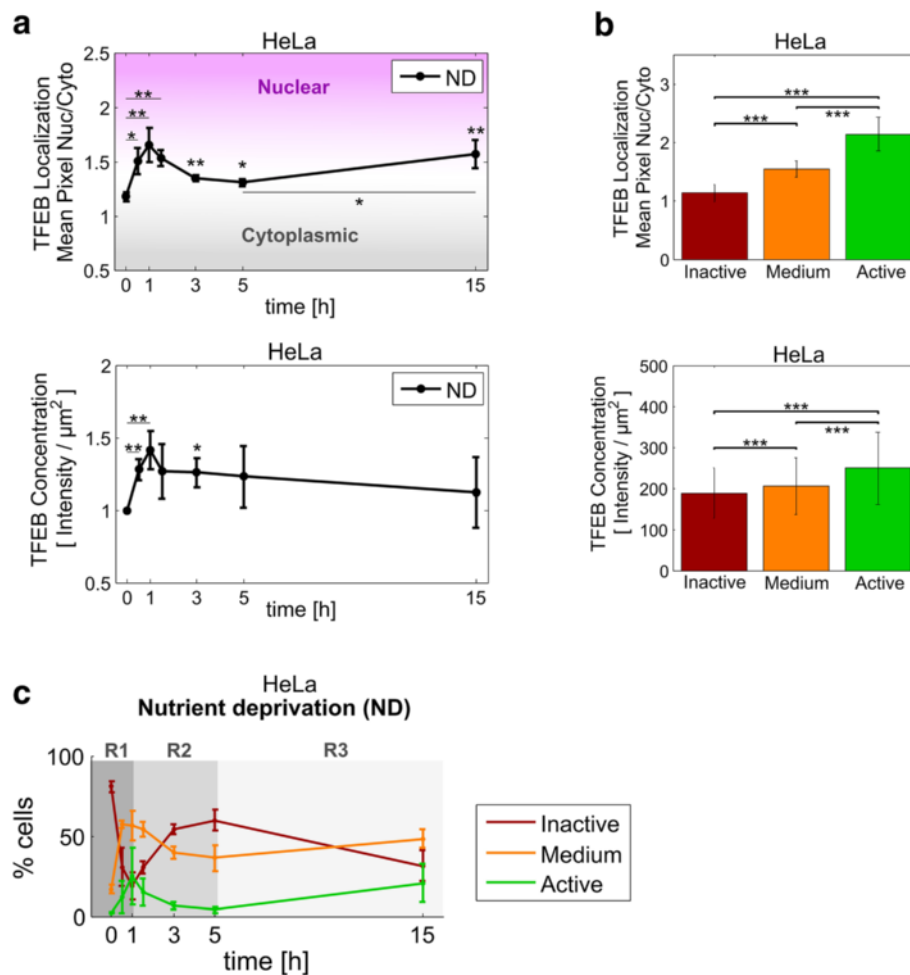 a
HeLa
TFEB Localization
Mean Pixel Nuc/Cyto
2.5
2
1.5
1
0.5
Nuclear
Cytoplasmic
ND
**
**
*
**
*
**
*
0 1 3 5 15
time [h]
HeLa
TFEB Concentration
[ Intensity / µm²]
2
1.5
1
0.5
ND
**
**
*
0 1 3 5 15
time [h]
b
HeLa
TFEB Localization
Mean Pixel Nuc/Cyto
3
2
1
0
***
***
***
Inactive Medium Active
HeLa
TFEB Concentration
[ Intensity / µm²]
500
400
300
200
100
0
***
***
***
Inactive Medium Active
c
HeLa
Nutrient deprivation (ND)
R1 R2 R3
% cells
100
50
0
0 1 3 5 15
time [h]
Inactive
Medium
Active